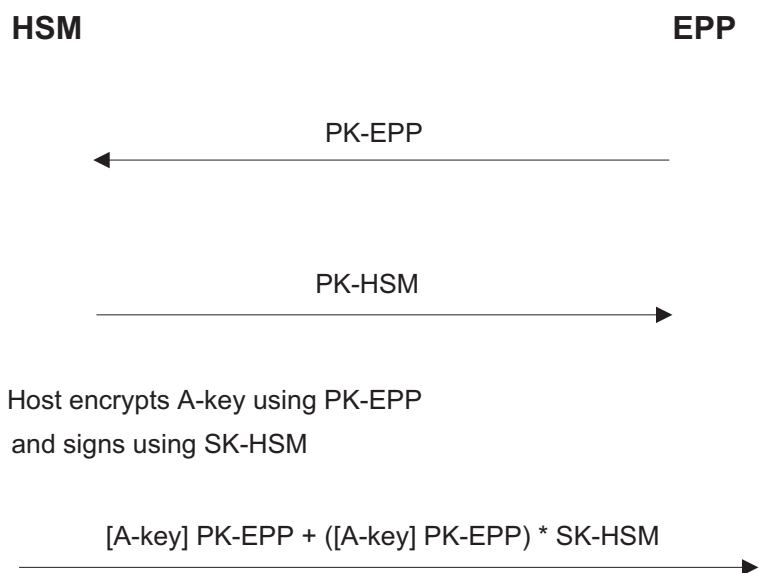 HSM EPP
PK-EPP
PK-HSM
Host encrypts A-key using PK-EPP
and signs using SK-HSM
[A-key] PK-EPP + ([A-key] PK-EPP) * SK-HSM